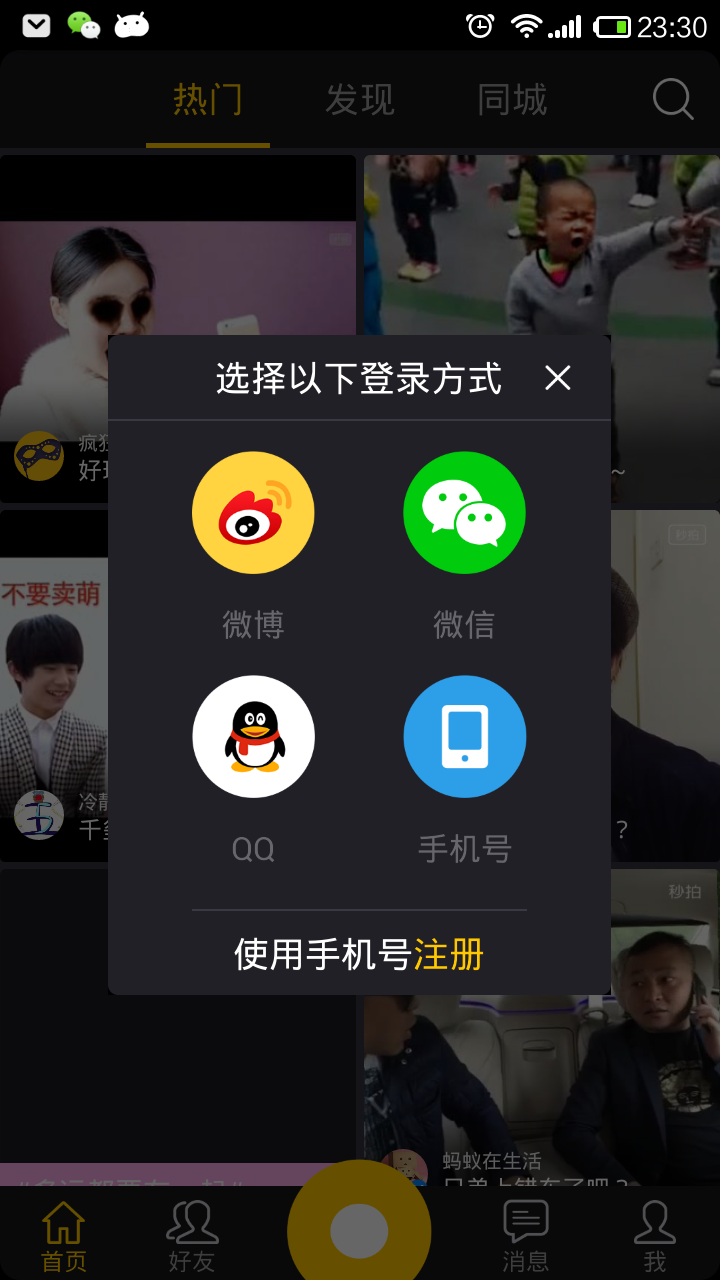 23:30
热门
发现
同城
选择以下登录方式
微博
微信
QQ
手机号
使用手机号注册
疯狂
好
~
不要卖萌
秒拍
冷静
千
?
秒拍
蚂蚁在生活
兄弟上错车了吧?
首页
好友
消息
我